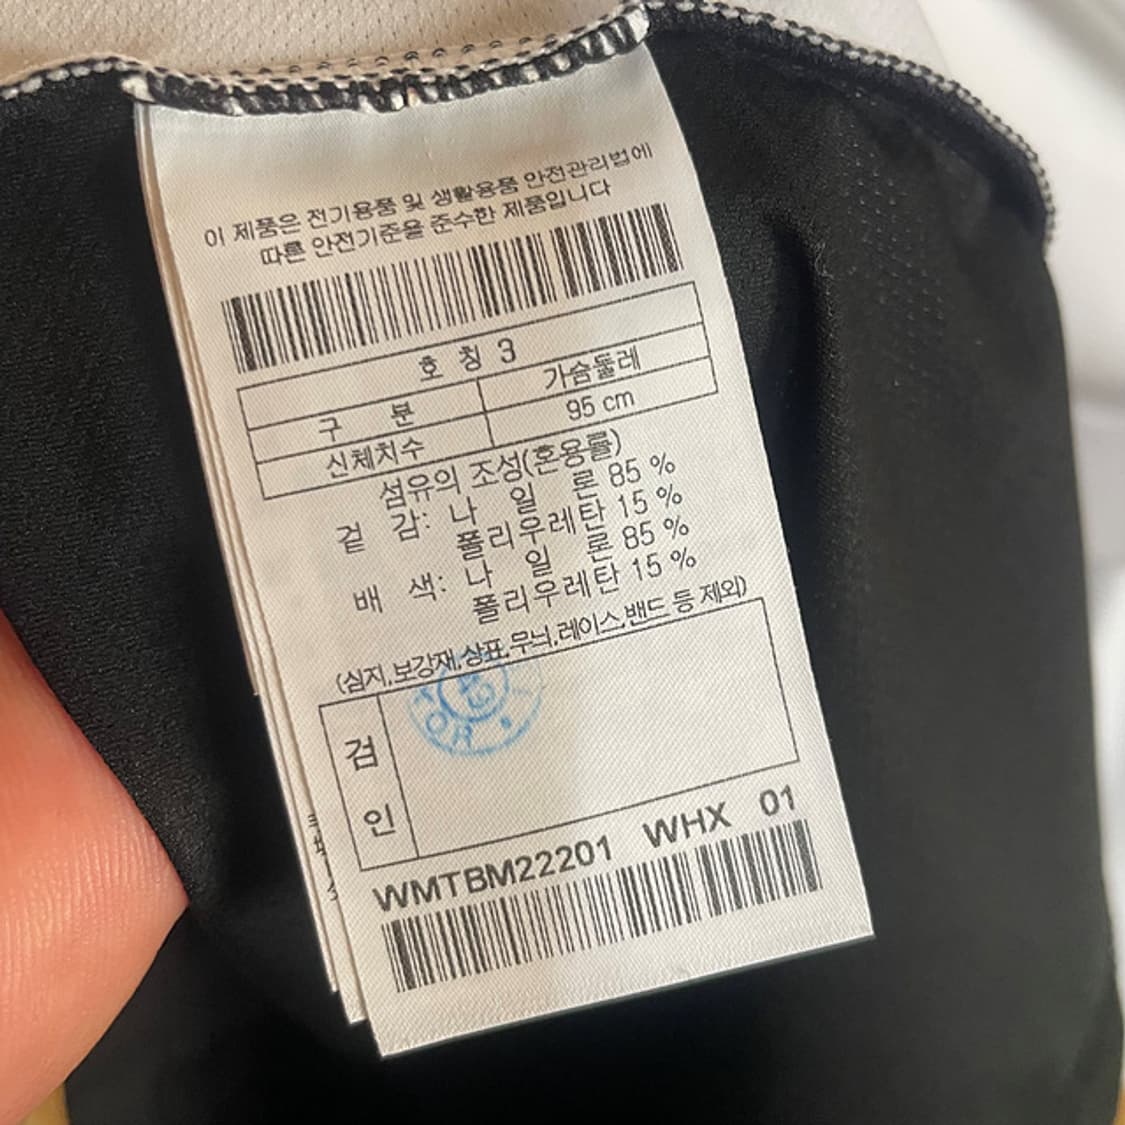 이 제품은 전기용품 및 생활용품 안전관리법에
따른 안전기준을 준수한 제품입니다
호 칭 3
구 분 가슴둘레
신체치수 95 cm
섬유의 조성(혼용률)
겉 감: 나 일 론 85 %
폴리우레탄 15 %
배 색: 나 일 론 85 %
폴리우레탄 15 %
(심지,보강재,상표,무늬,레이스,밴드 등 제외)
검
인
WMTBM22201 WHX 01